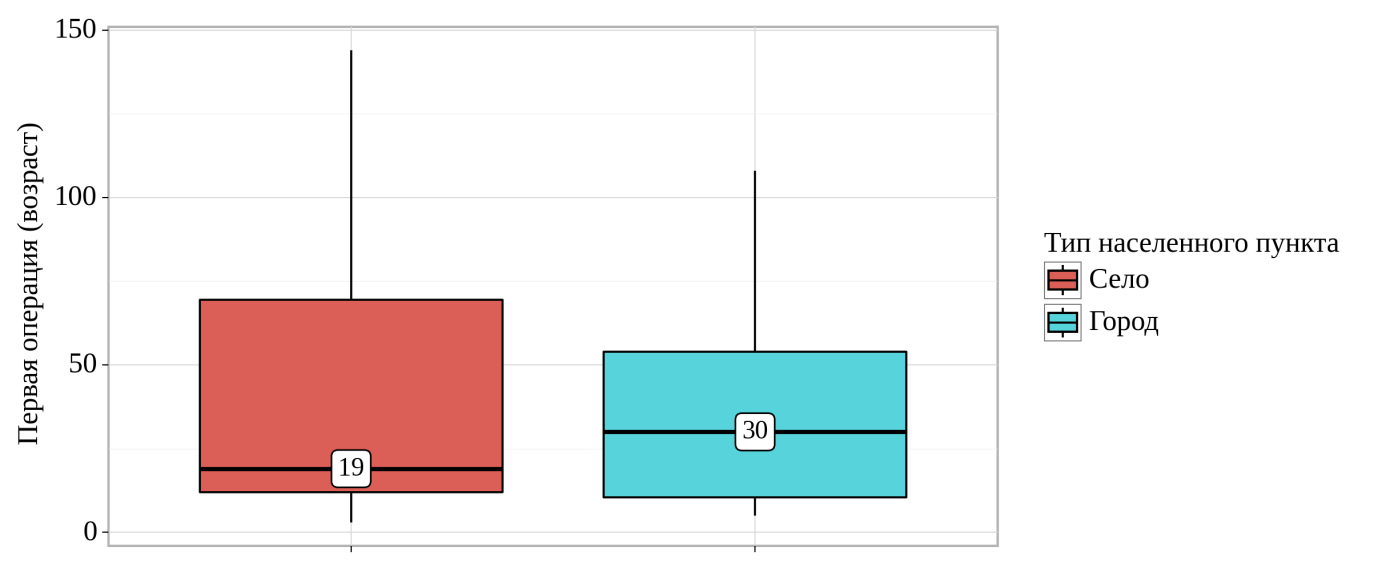 Первая операция (возраст)
150
100
50
0
19
30
Тип населенного пункта
Село
Город